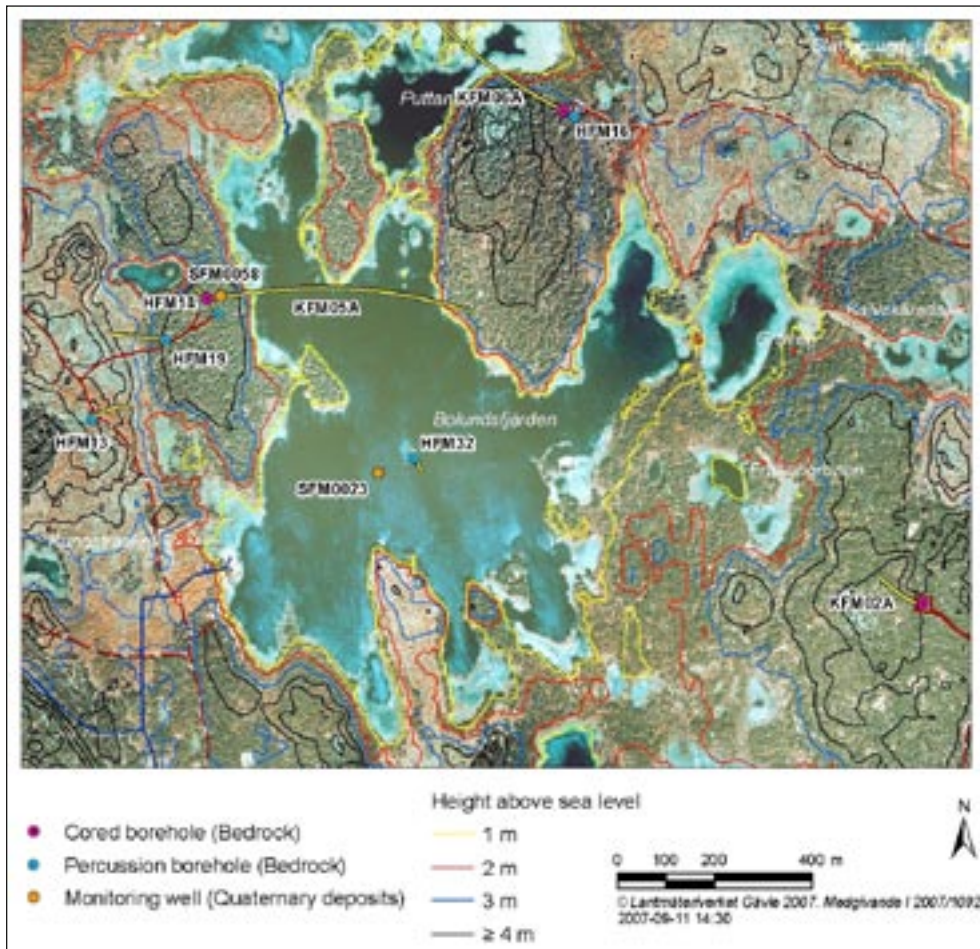 KFM06A
HFM16
SFM0058
HFM14
KFM05A
HFM19
HFM13
Bolundsfjärden
HFM32
SFM0023
KFM02A
Height above sea level
Cored borehole (Bedrock)
Percussion borehole (Bedrock)
Monitoring well (Quaternary deposits)
1 m
2 m
3 m
≥ 4 m
0 100 200 400 m
N
© Lantmäteriverket Gävle 2007. Medgivande I 2007/1092
2007-09-11 14:30